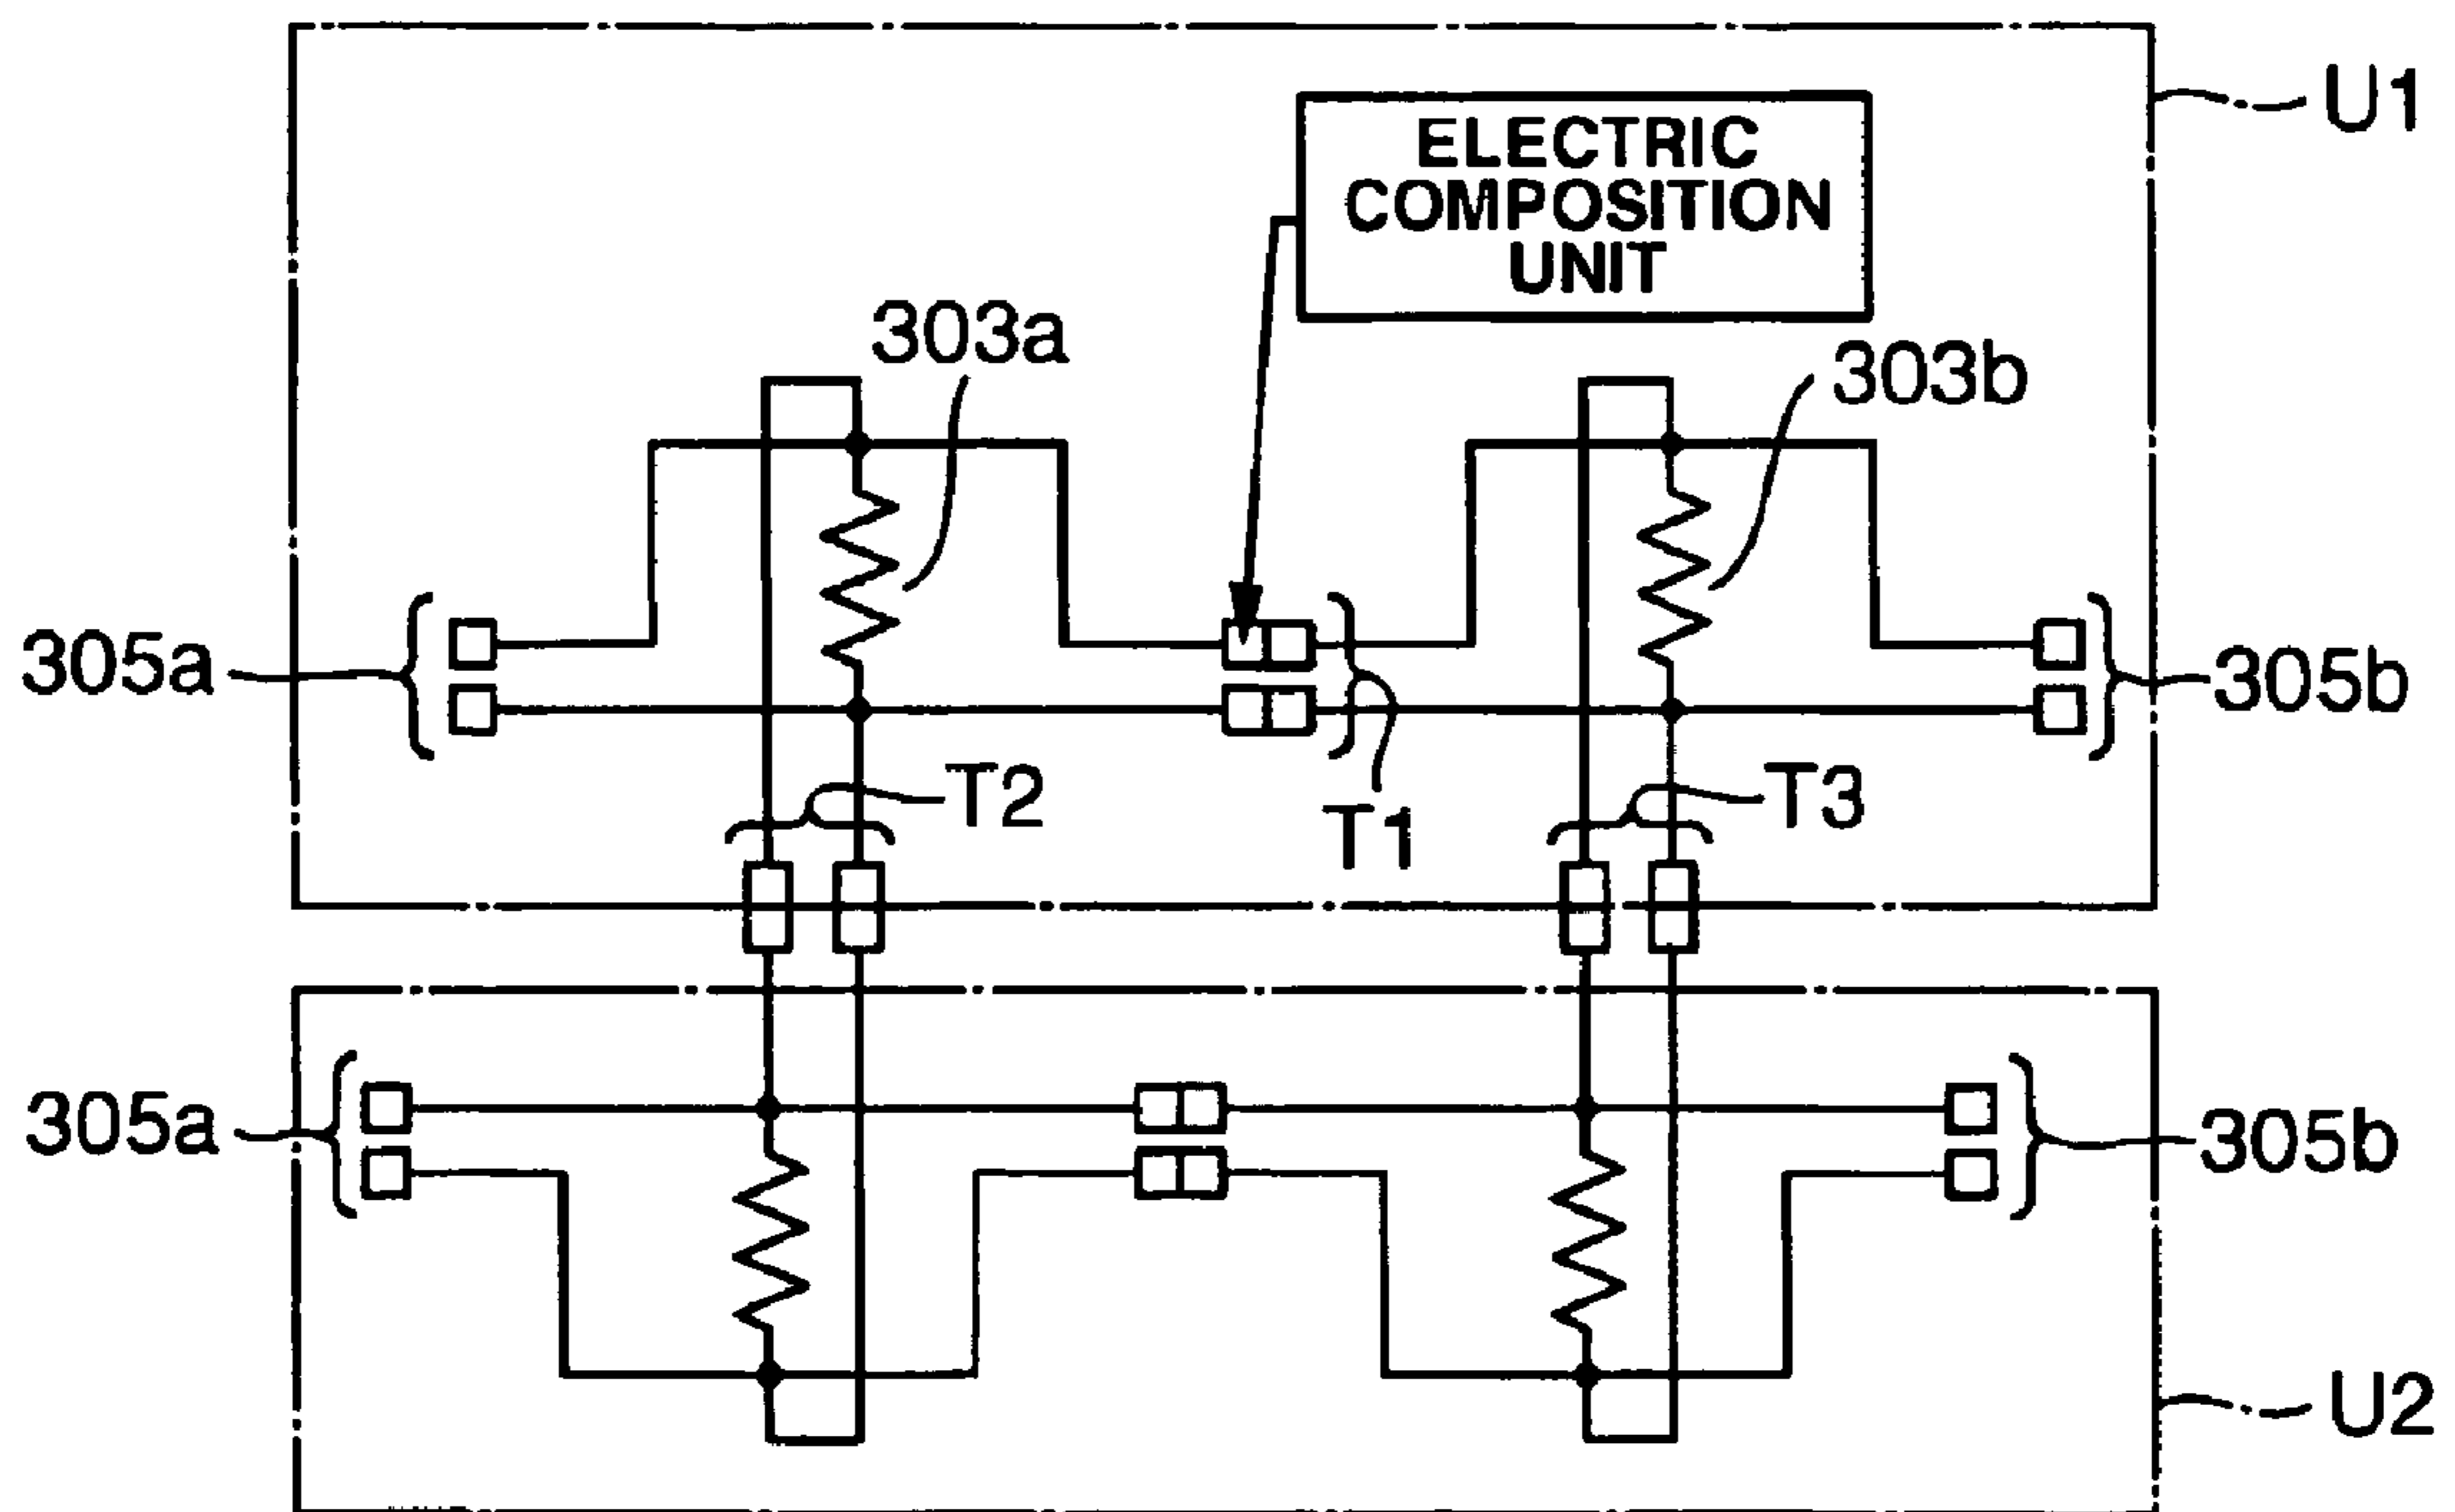 U1
ELECTRIC
COMPOSITION
UNIT
303a
303b
305a
305b
T2
T1
T3
305a
305b
U2